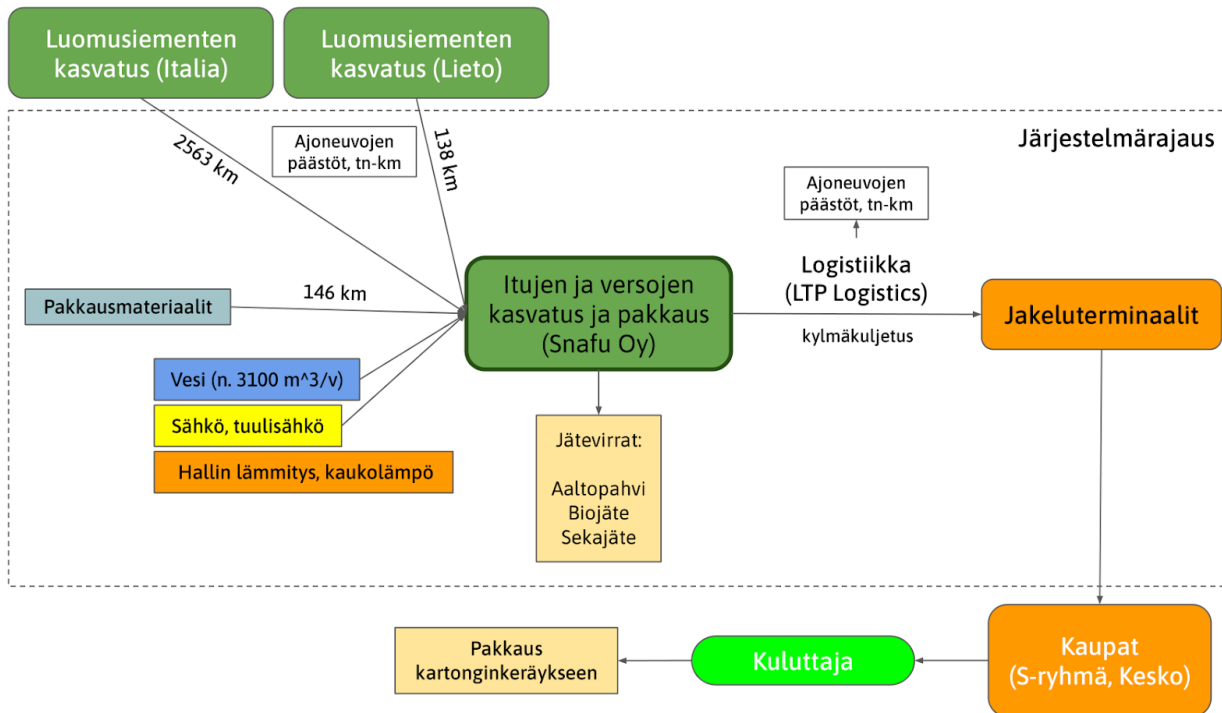 Luomusiementen
kasvatus (Italia)
Luomusiementen
kasvatus (Lieto)
Järjestelmärajaus
2563 km
Ajoneuvojen
päästöt, tn-km
138 km
Ajoneuvojen
päästöt, tn-km
Logistiikka
(LTP Logistics)
kylmäkuljetus
Pakkausmateriaalit
146 km
Itujen ja versojen
kasvatus ja pakkaus
(Snafu Oy)
Jakeluterminaalit
Vesi (n. 3100 m^3/v)
Sähkö, tuulisähkö
Hallin lämmitys, kaukolämpö
Jätevirrat:
Aaltopahvi
Biojäte
Sekajäte
Pakkaus
kartonginkeräykseen
Kuluttaja
Kaupat
(S-ryhmä, Kesko)